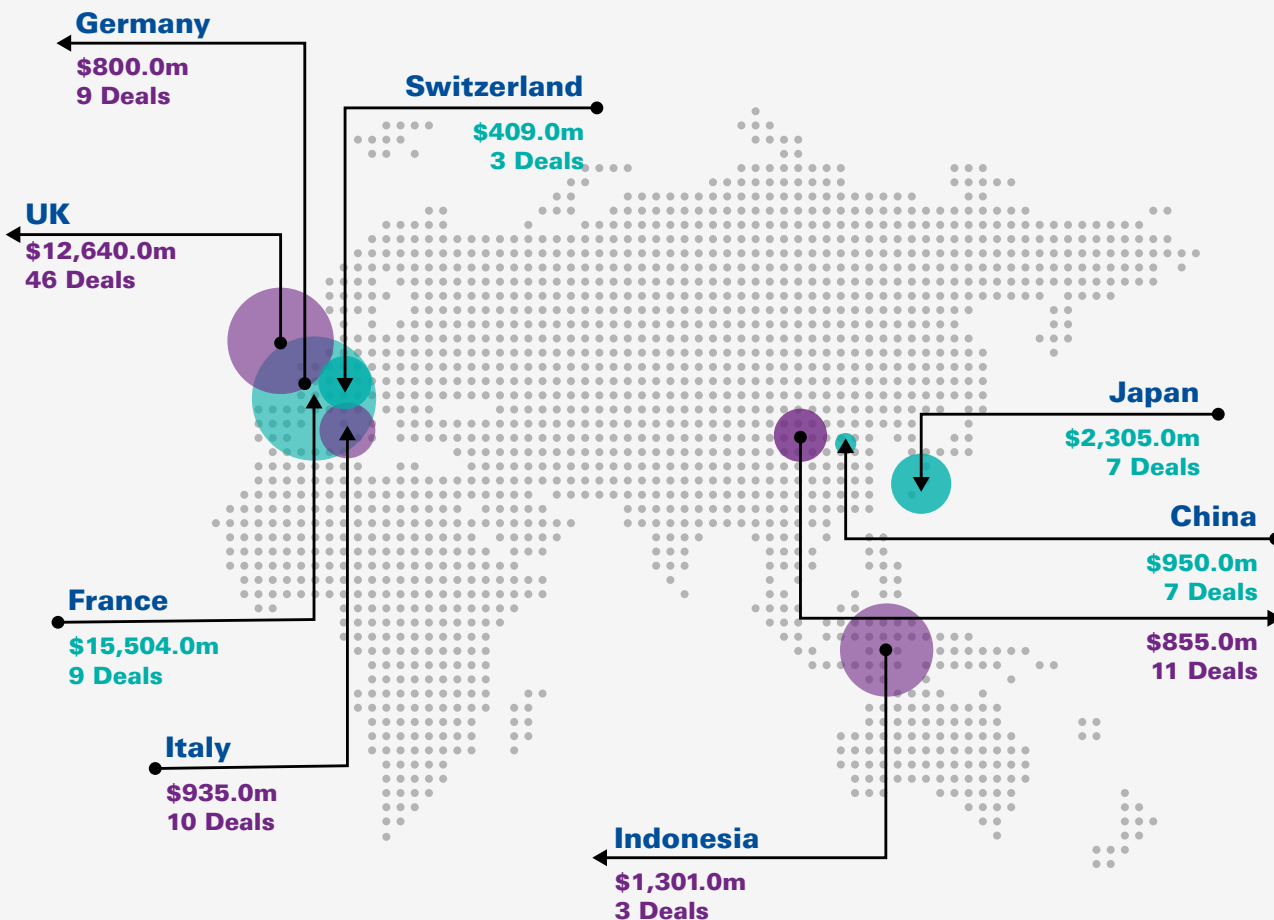 Germany
$800.0m
9 Deals
Switzerland
$409.0m
3 Deals
UK
$12,640.0m
46 Deals
Japan
$2,305.0m
7 Deals
China
$950.0m
7 Deals
$855.0m
11 Deals
France
$15,504.0m
9 Deals
Italy
$935.0m
10 Deals
Indonesia
$1,301.0m
3 Deals